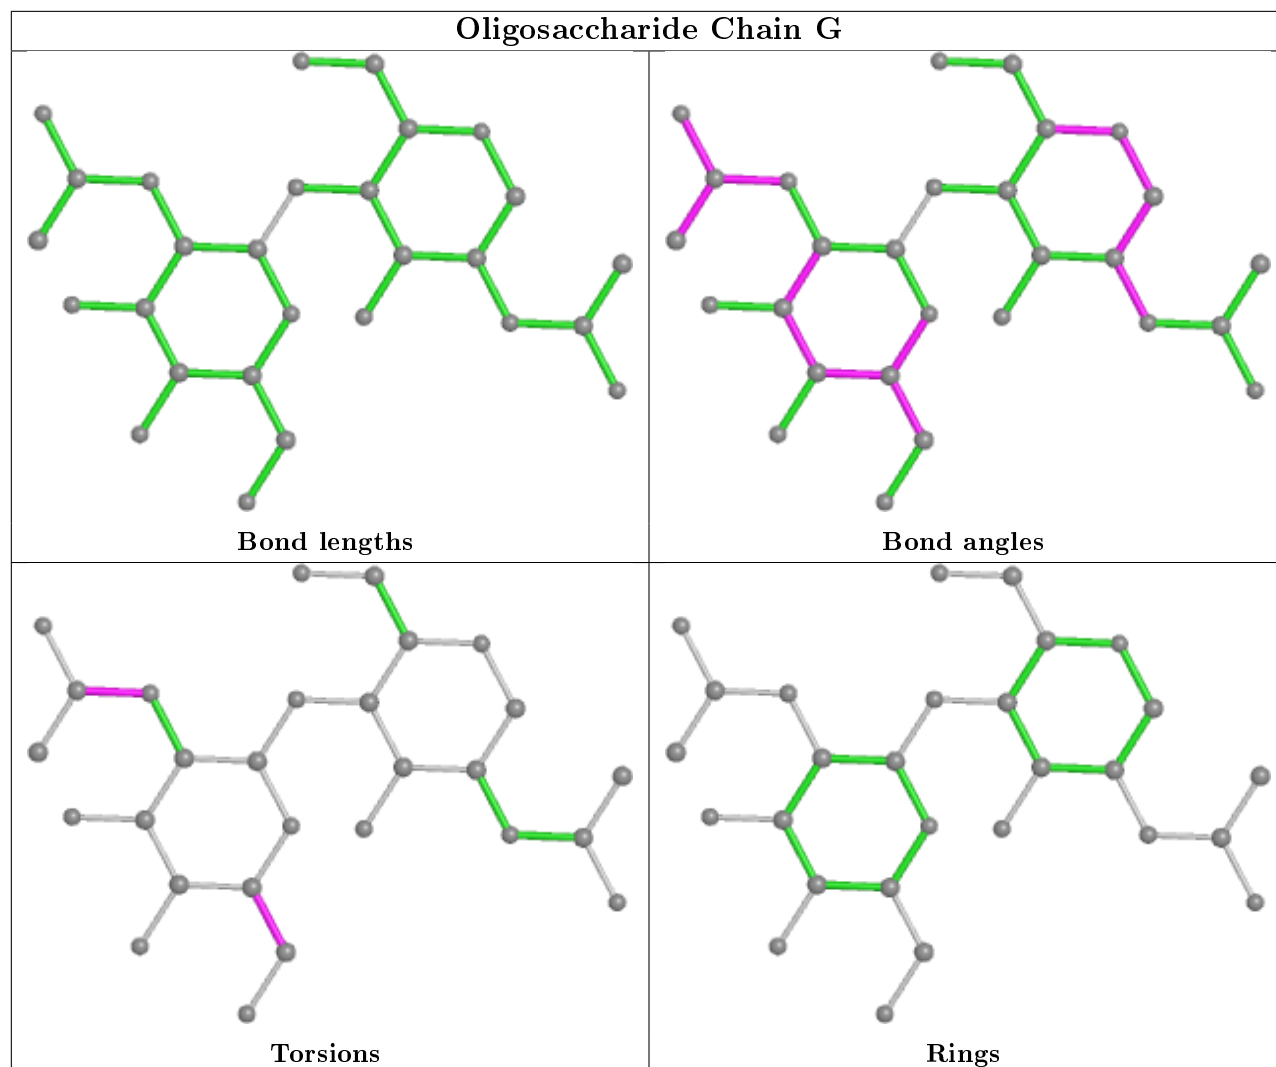 Oligosaccharide Chain G
Bond lengths
Bond angles
Torsions
Rings